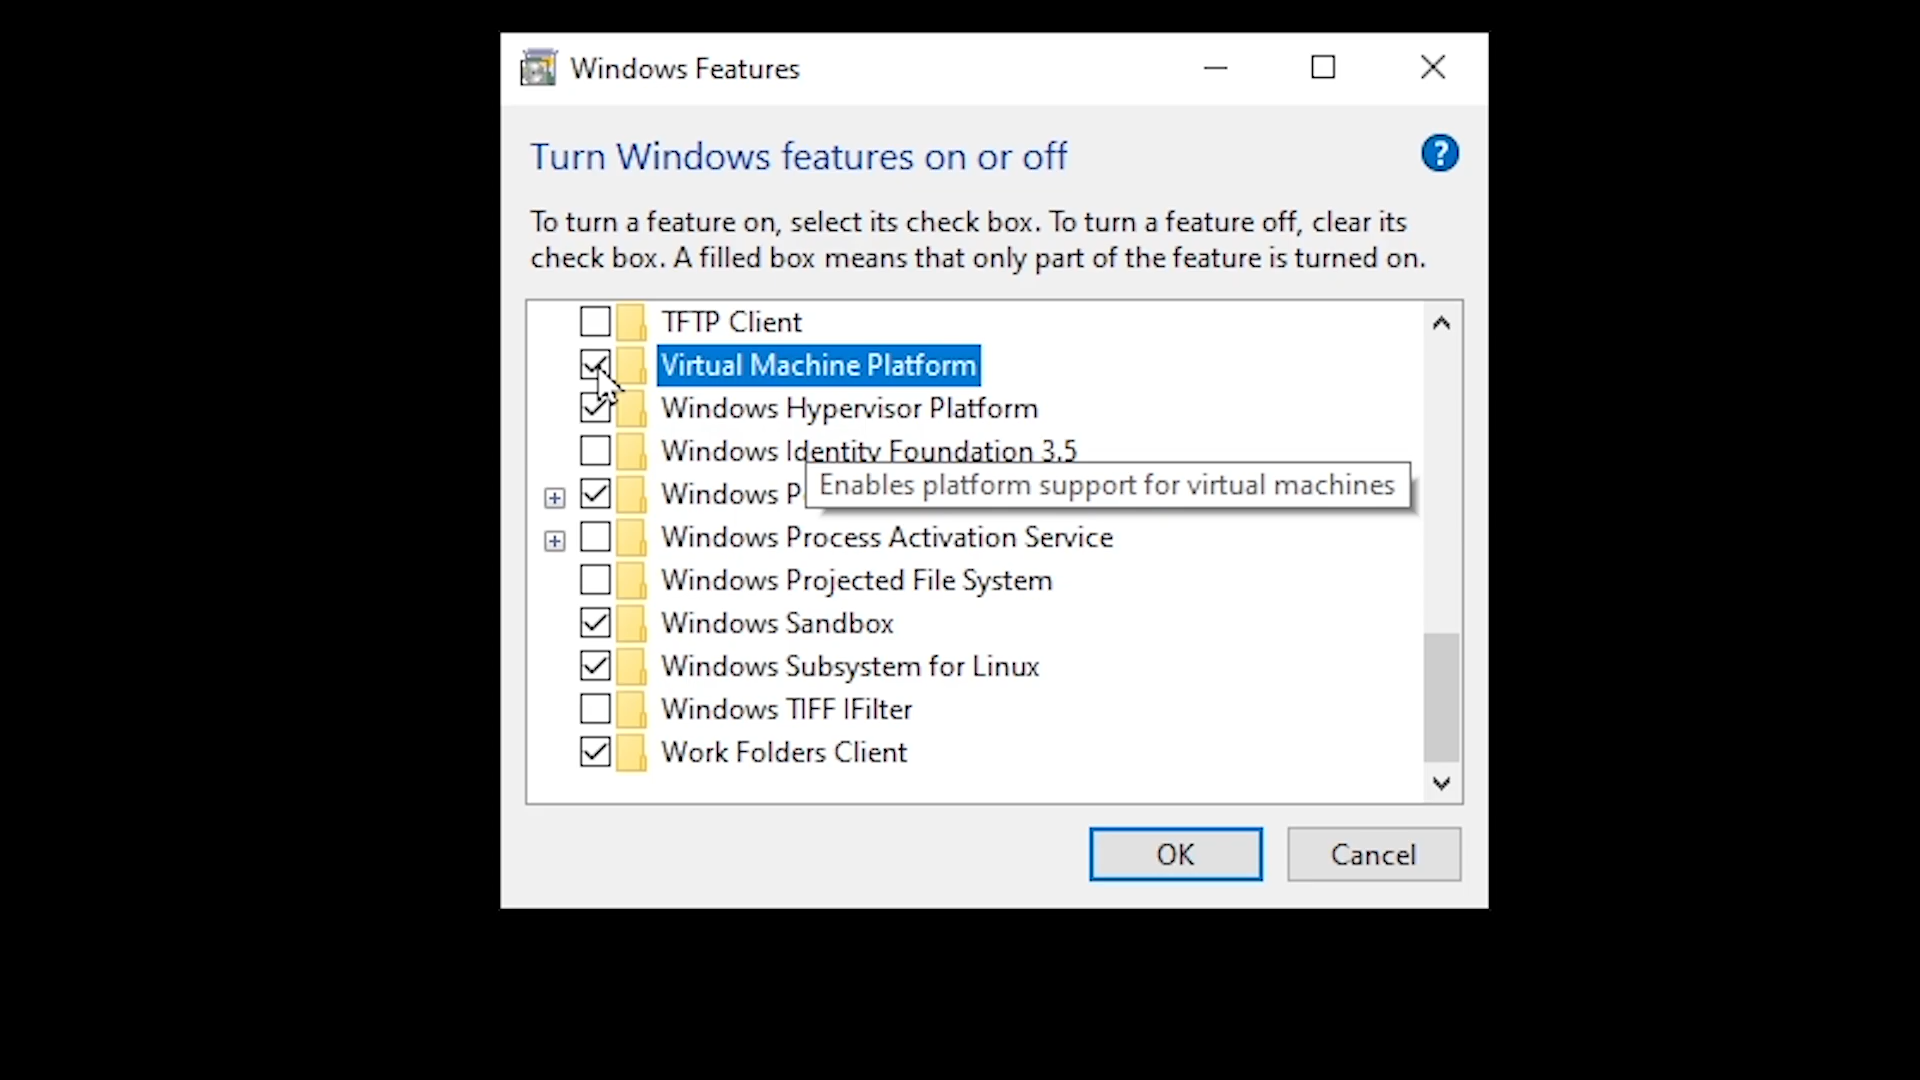 Windows Features
Turn Windows features on or off
?
To turn a feature on, select its check box. To turn a feature off, clear its
check box. A filled box means that only part of the feature is turned on.
TFTP Client
Virtual Machine Platform
Windows Hypervisor Platform
Windows Identity Foundation 3.5
Windows P
Enables platform support for virtual machines
Windows Process Activation Service
Windows Projected File System
Windows Sandbox
Windows Subsystem for Linux
Windows TIFF IFilter
Work Folders Client
OK
Cancel